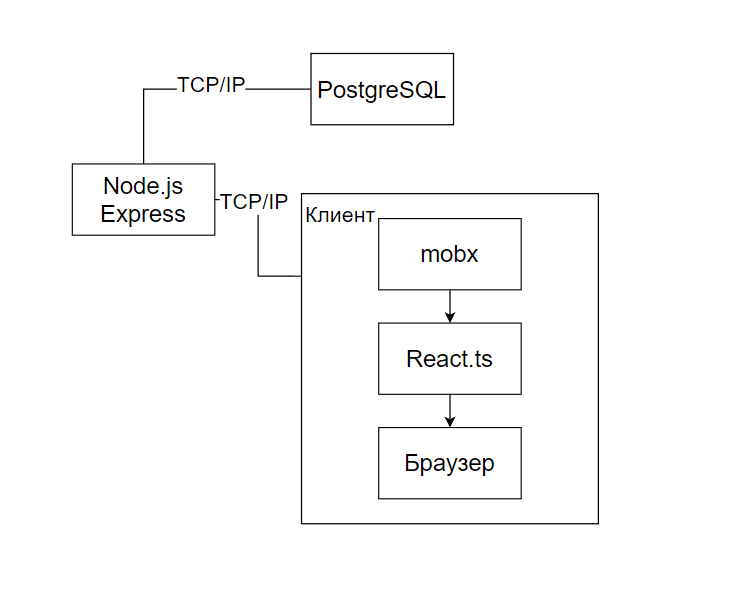 TCP/IP
PostgreSQL
Node.js
Express
TCP/IP
Клиент
mobx
React.ts
Браузер